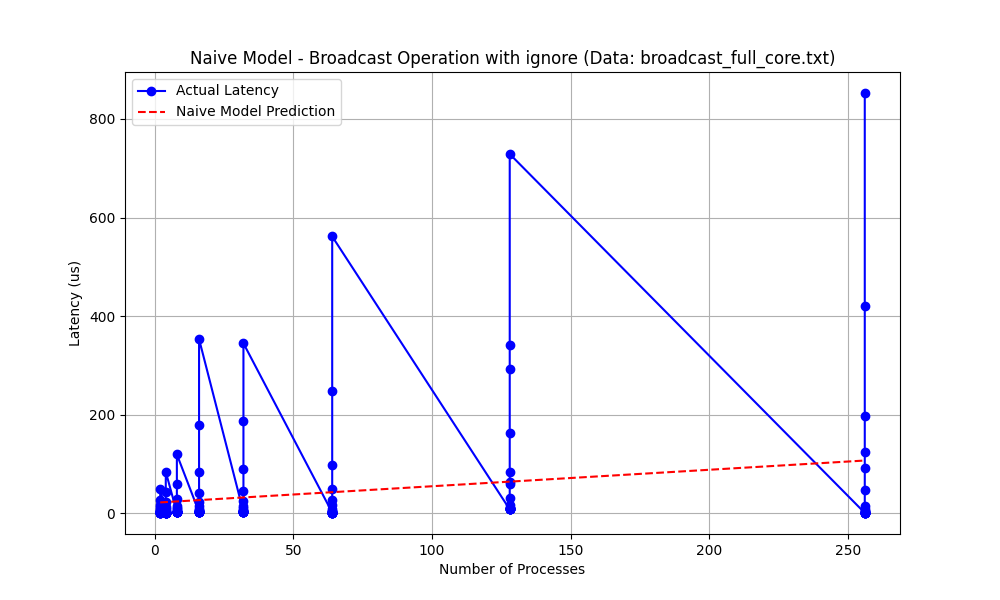 Naive Model - Broadcast Operation with ignore (Data: broadcast_full_core.txt)
Actual Latency
Naive Model Prediction
800
600
400
200
0
Latency (us)
0 50 100 150 200 250
Number of Processes